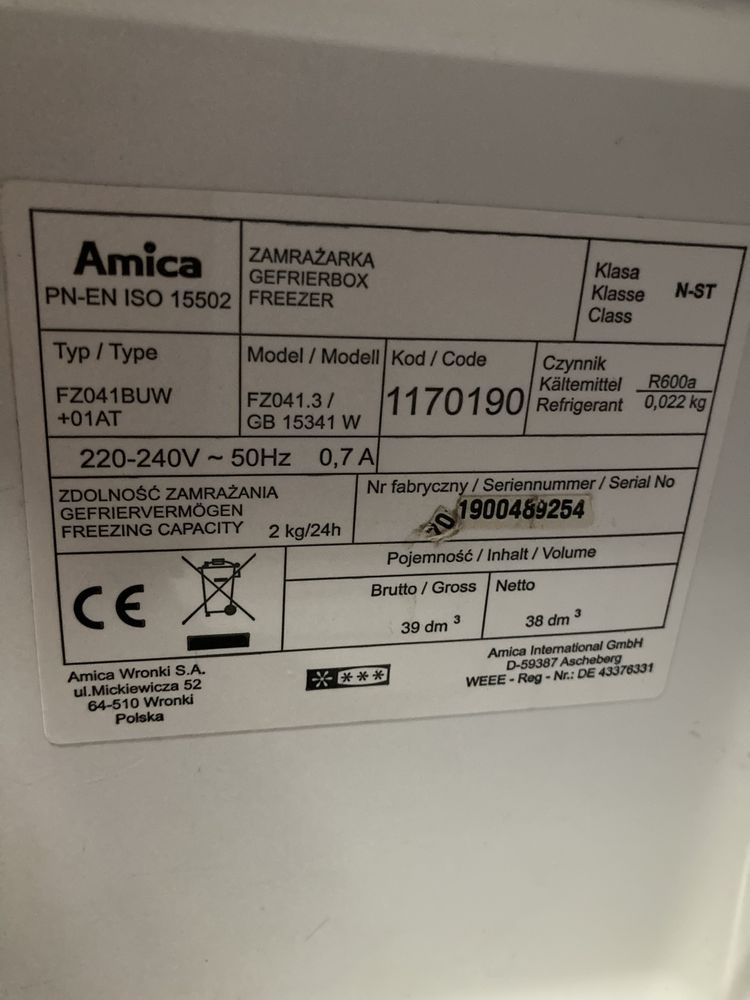 Amica
PN-EN ISO 15502
ZAMRAŻARKA
GEFRIERBOX
FREEZER
Klasa
Klasse
Class
N-ST
Typ / Type
FZ041BUW
+01AT
Model / Modell
FZ041.3 /
GB 15341 W
Kod / Code
1170190
Czynnik
Kältemittel
Refrigerant
R600a
0,022 kg
220-240V ~ 50Hz 0,7 A
ZDOLNOŚĆ ZAMRAŻANIA
GEFRIERVERMÖGEN
FREEZING CAPACITY 2 kg/24h
Nr fabryczny / Seriennummer / Serial No
1900489254
CE
Pojemność / Inhalt / Volume
Brutto / Gross
39 dm ³
Netto
38 dm ³
Amica Wronki S.A.
ul.Mickiewicza 52
64-510 Wronki
Polska
Amica International GmbH
D-59387 Ascheberg
WEEE - Reg - Nr.: DE 43376331